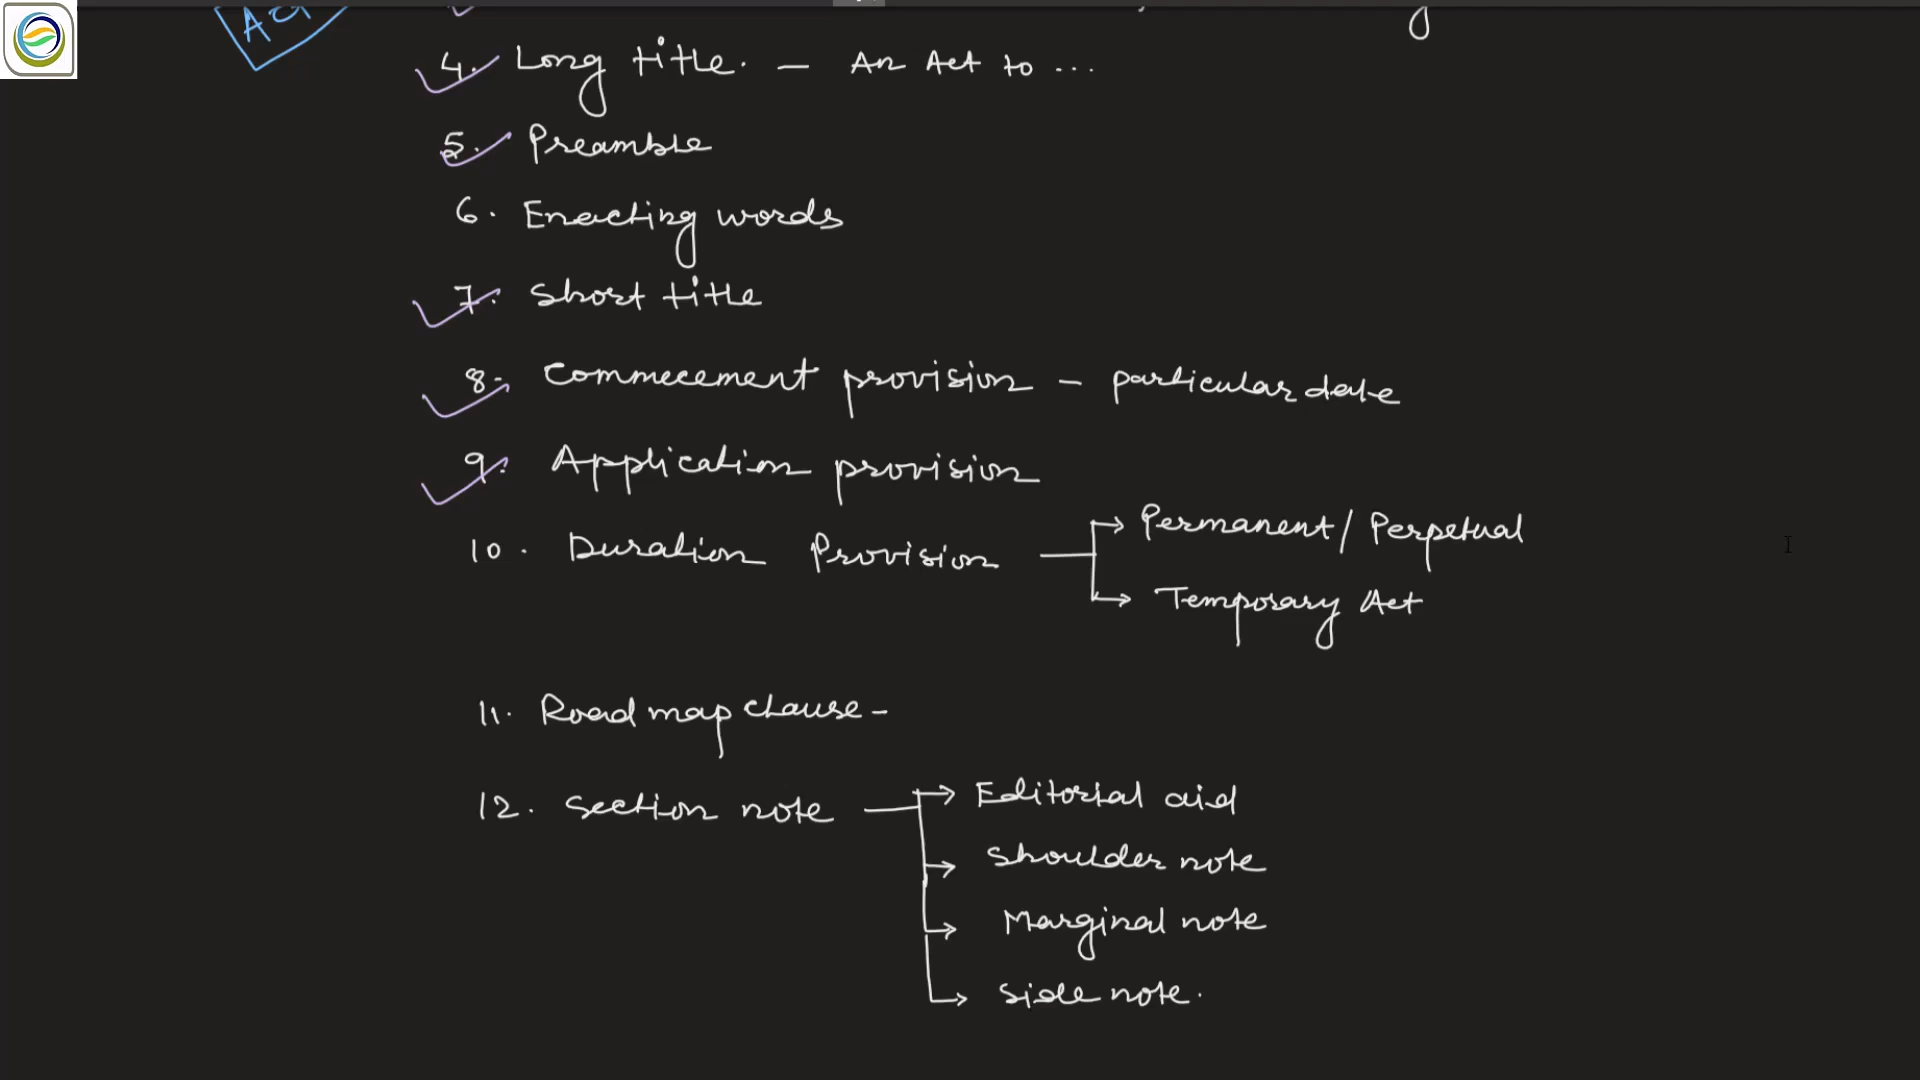 Act
4. Long title. - An Act to ...
5. Preamble
6. Enacting words
7. Short title
8. Commecement provision - particular date
9. Application provision
10. Duration Provision → Permanent / Perpetual
→ Temporary Act
11. Road map clause -
12. Section note → Editorial aid
→ Shoulder note
→ Marginal note
→ Side note.